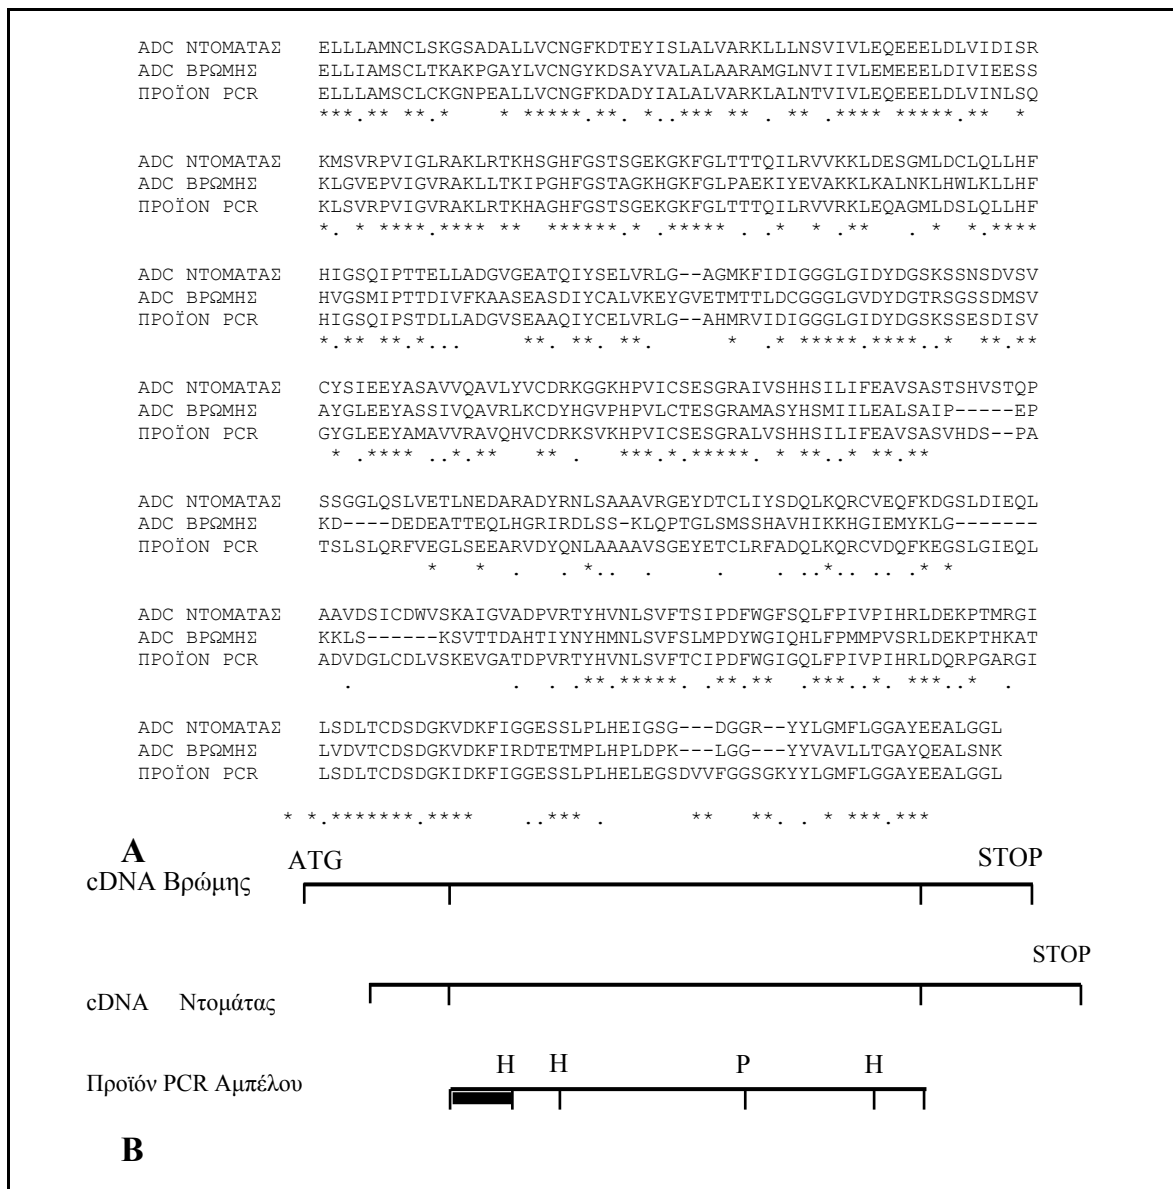 ADC ΝΤΟΜΑΤΑΣ ELLLAMNCLSKGSADALLVCNGFKDTEYISLALVARKLLLNSVIVLEQEEELDLVIDISR
ADC ΒΡΩΜΗΣ ELLIAMSCLTKAKPGAYLVCNGYKDSAYVALALAARAMGLNVIIVLEMEEELDIVIEESS
ΠΡΟΪΟΝ PCR ELLLAMSCLCKGNPEALLVCNGFKDADYIALALVARKLALNTVIVLEQEEELDLVINLSQ
***.** **.* * *****.**. *..*** ** . ** .**** *****.** *
ADC ΝΤΟΜΑΤΑΣ KMSVRPVIGLRAKLRTKHSGHFGSTSGEKGKFGLTTTQILRVVKKLDESGMLDCLQLLHF
ADC ΒΡΩΜΗΣ KLGVEPVIGVRAKLLTKIPGHFGSTAGKHGKFGLPAEKIYEVAKKLKALNKLHWLKLLHF
ΠΡΟΪΟΝ PCR KLSVRPVIGVRAKLRTKHAGHFGSTSGEKGKFGLTTTQILRVVRKLEQAGMLDSLQLLHF
*. * ****.**** ** ******.* .***** .* * .** . * *.****
ADC ΝΤΟΜΑΤΑΣ HIGSQIPTTELLADGVGEATQIYSELVRLG--AGMKFIDIGGGLGIDYDGSKSSNSDVSV
ADC ΒΡΩΜΗΣ HVGSMIPTTDIVFKAASEASDIYCALVKEYGVETMTTLDCGGGLGVDYDGTRSGSSDMSV
ΠΡΟΪΟΝ PCR HIGSQIPSTDLLADGVSEAAQIYCELVRLG--AHMRVIDIGGGLGIDYDGSKSSESDISV
*.** **.*... **. **. **. * .* *****.****..* **.**
ADC ΝΤΟΜΑΤΑΣ CYSIEEYASAVVQAVLYVCDRKGGKHPVICSESGRAIVSHHSILIFEAVSASTSHVSTQP
ADC ΒΡΩΜΗΣ AYGLEEYASSIVQAVRLKCDYHGVPHPVLCTESGRAMASYHSMIILEALSAIP-----EP
ΠΡΟΪΟΝ PCR GYGLEEYAMAVVRAVQHVCDRKSVKHPVICSESGRALVSHHSILIFEAVSASVHDS--PA
* .**** ..*.** ** . ***.*.*****. * **..* **.**
ADC ΝΤΟΜΑΤΑΣ SSGGLQSLVETLNEDARADYRNLSAAAVRGEYDTCLIYSDQLKQRCVEQFKDGSLDIEQL
ADC ΒΡΩΜΗΣ KD----DEDEATTEQLHGRIRDLSS-KLQPTGLSMSSHAVHIKKHGIEMYKLG-------
ΠΡΟΪΟΝ PCR TSLSLQRFVEGLSEEARVDYQNLAAAAVSGEYETCLRFADQLKQRCVDQFKEGSLGIEQL
* * . .*.. . . . ..*.. .. .* *
ADC ΝΤΟΜΑΤΑΣ AAVDSICDWVSKAIGVADPVRTYHVNLSVFTSIPDFWGFSQLFPIVPIHRLDEKPTMRGI
ADC ΒΡΩΜΗΣ KKLS------KSVTTDAHTIYNYHMNLSVFSLMPDYWGIQHLFPMMPVSRLDEKPTHKAT
ΠΡΟΪΟΝ PCR ADVDGLCDLVSKEVGATDPVRTYHVNLSVFTCIPDFWGIGQLFPIVPIHRLDQRPGARGI
. . . .**.*****. .**.** .***..*. ***..* .
ADC ΝΤΟΜΑΤΑΣ LSDLTCDSDGKVDKFIGGESSLPLHEIGSG---DGGR--YYLGMFLGGAYEEALGGL
ADC ΒΡΩΜΗΣ LVDVTCDSDGKVDKFIRDTETMPLHPLDPK---LGG---YYVAVLLTGAYQEALSNK
ΠΡΟΪΟΝ PCR LSDLTCDSDGKIDKFIGGESSLPLHELEGSDVVFGGSGKYYLGMFLGGAYEEALGGL
* *.*******.**** ..*** . ** **. . * ***.***
A
ATG STOP
cDNA Βρώμης
STOP
cDNA Ντομάτας
H H P H
Προϊόν PCR Αμπέλου
B